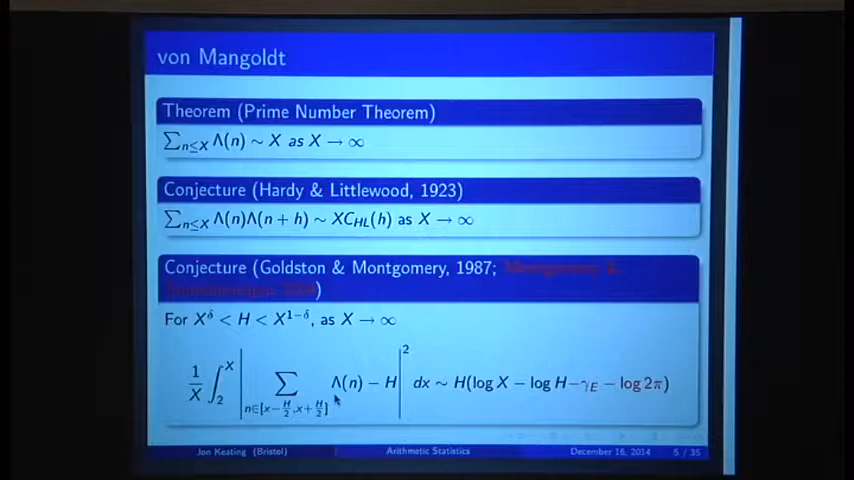 von Mangoldt
Theorem (Prime Number Theorem)
∑n≤X Λ(n) ∼ X as X → ∞
Conjecture (Hardy & Littlewood, 1923)
∑n≤X Λ(n)Λ(n + h) ∼ XC_HL(h) as X → ∞
Conjecture (Goldston & Montgomery, 1987; Montgomery &
)
For X^δ < H < X^{1−δ}, as X → ∞
1/X ∫_2^X | ∑_{n∈[x−H/2, x+H/2]} Λ(n) − H |^2 dx ∼ H(log X − log H−γ_E − log 2π)
Jon Keating (Bristol) Arithmetic Statistics December 16, 2014 5 / 35